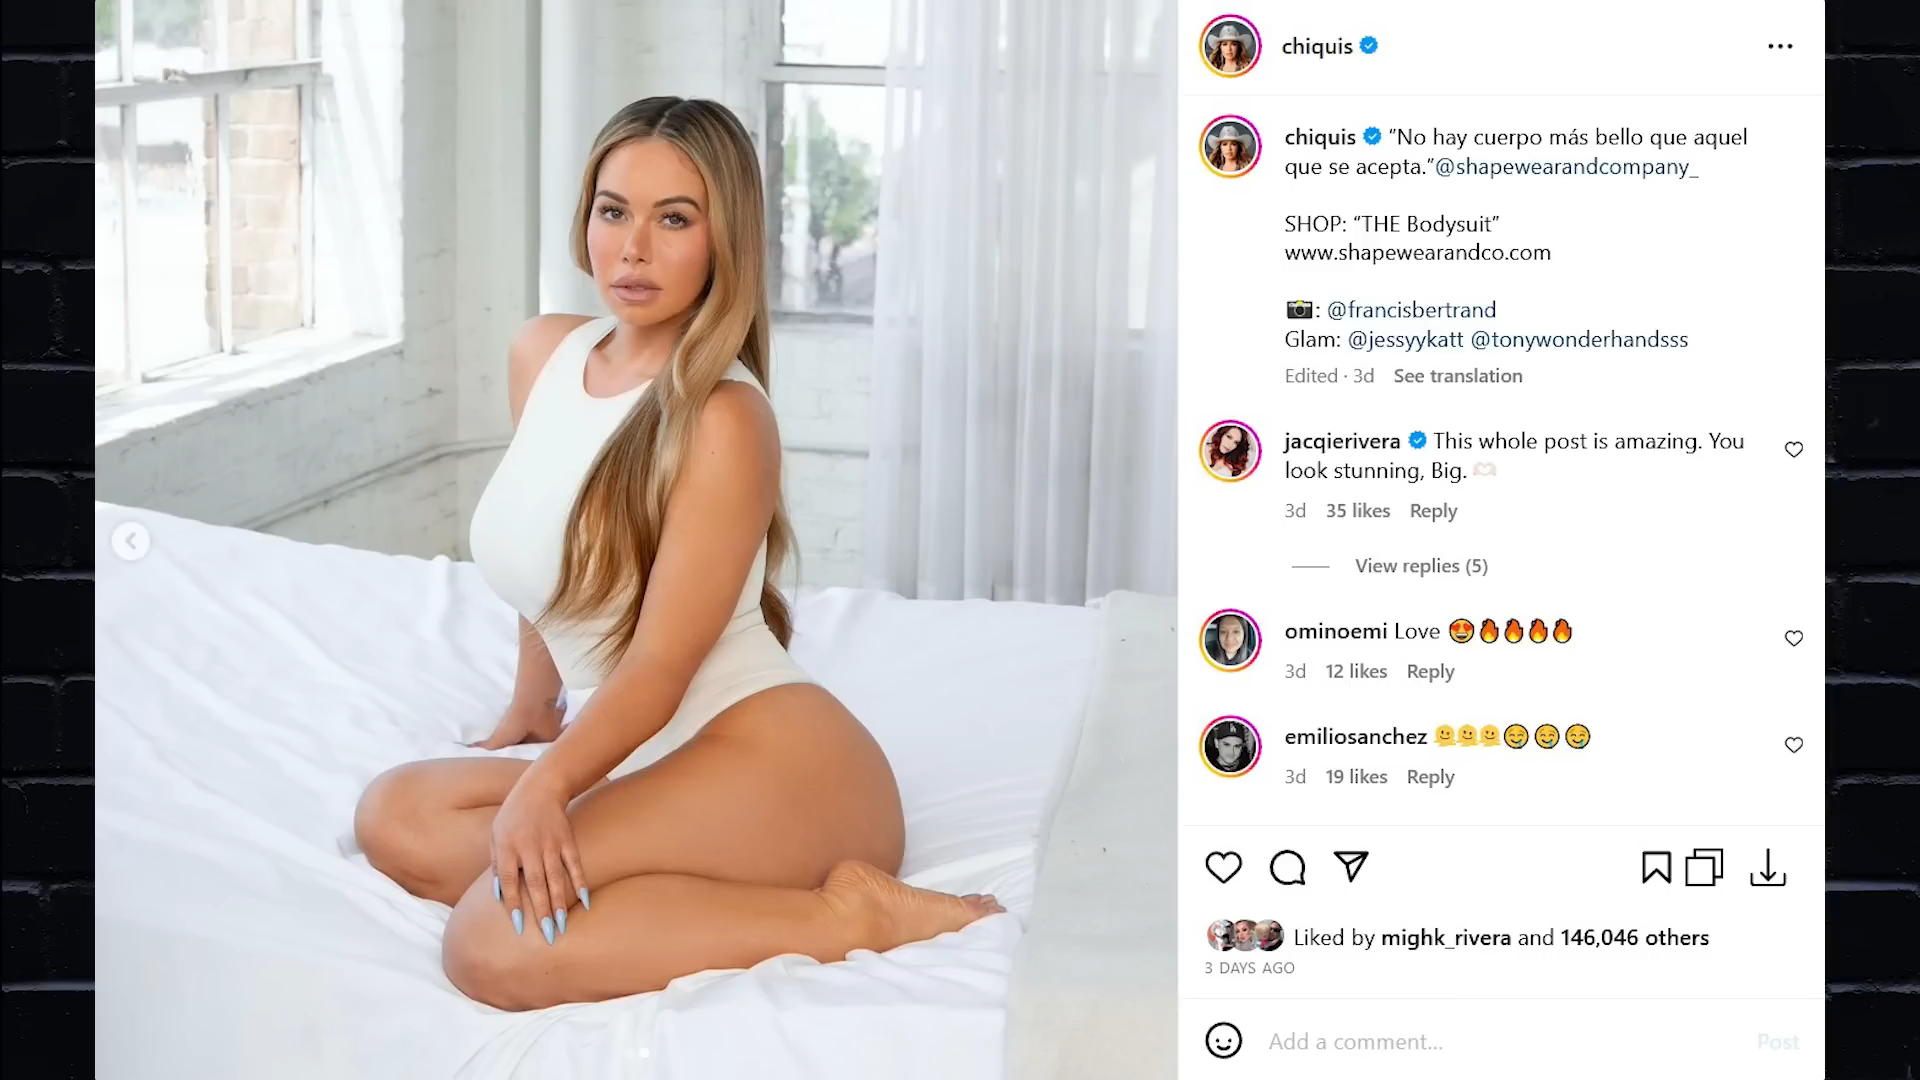 chiquis
chiquis "No hay cuerpo más bello que aquel
que se acepta."@shapewearandcompany_
SHOP: "THE Bodysuit"
www.shapewearandco.com
📷: @francisbertrand
Glam: @jessyykatt @tonywonderhandsss
Edited · 3d See translation
jacqierivera This whole post is amazing. You
look stunning, Big. 🫶🏻
3d 35 likes Reply
View replies (5)
ominoemi Love 😍🔥🔥🔥🔥
3d 12 likes Reply
emiliosanchez 🫠🫠🫠🤤🤤🤤
3d 19 likes Reply
Liked by mighk_rivera and 146,046 others
3 DAYS AGO
Add a comment...
Post